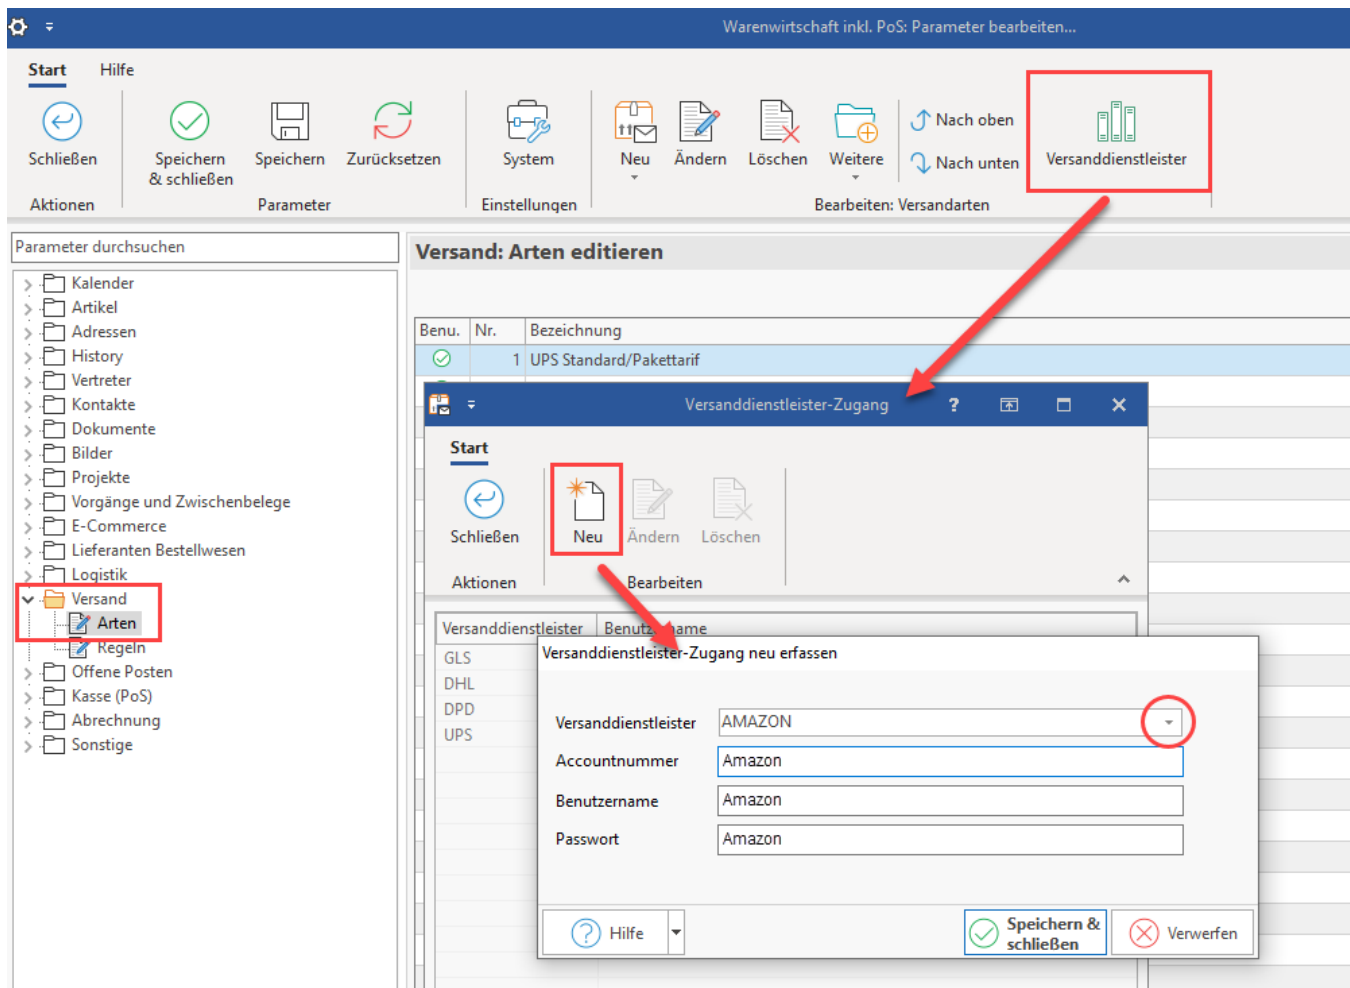 Warenwirtschaft inkl. PoS: Parameter bearbeiten...
Start Hilfe
Schließen
Speichern
& schließen
Speichern
Zurücksetzen
System
Neu
Ändern
Löschen
Weitere
Nach oben
Nach unten
Versanddienstleister
Aktionen Parameter Einstellungen Bearbeiten: Versandarten
Parameter durchsuchen
Kalender
Artikel
Adressen
History
Vertreter
Kontakte
Dokumente
Bilder
Projekte
Vorgänge und Zwischenbelege
E-Commerce
Lieferanten Bestellwesen
Logistik
Versand
Arten
Regeln
Offene Posten
Kasse (PoS)
Abrechnung
Sonstige
Versand: Arten editieren
Benu. Nr. Bezeichnung
1 UPS Standard/Pakettarif
Versanddienstleister-Zugang ?
Start
Schließen
Neu
Ändern
Löschen
Aktionen Bearbeiten
Versanddienstleister Benutzername
GLS
DHL
DPD
UPS
Versanddienstleister-Zugang neu erfassen
Versanddienstleister AMAZON
Accountnummer Amazon
Benutzername Amazon
Passwort Amazon
? Hilfe
Speichern &
schließen
Verwerfen